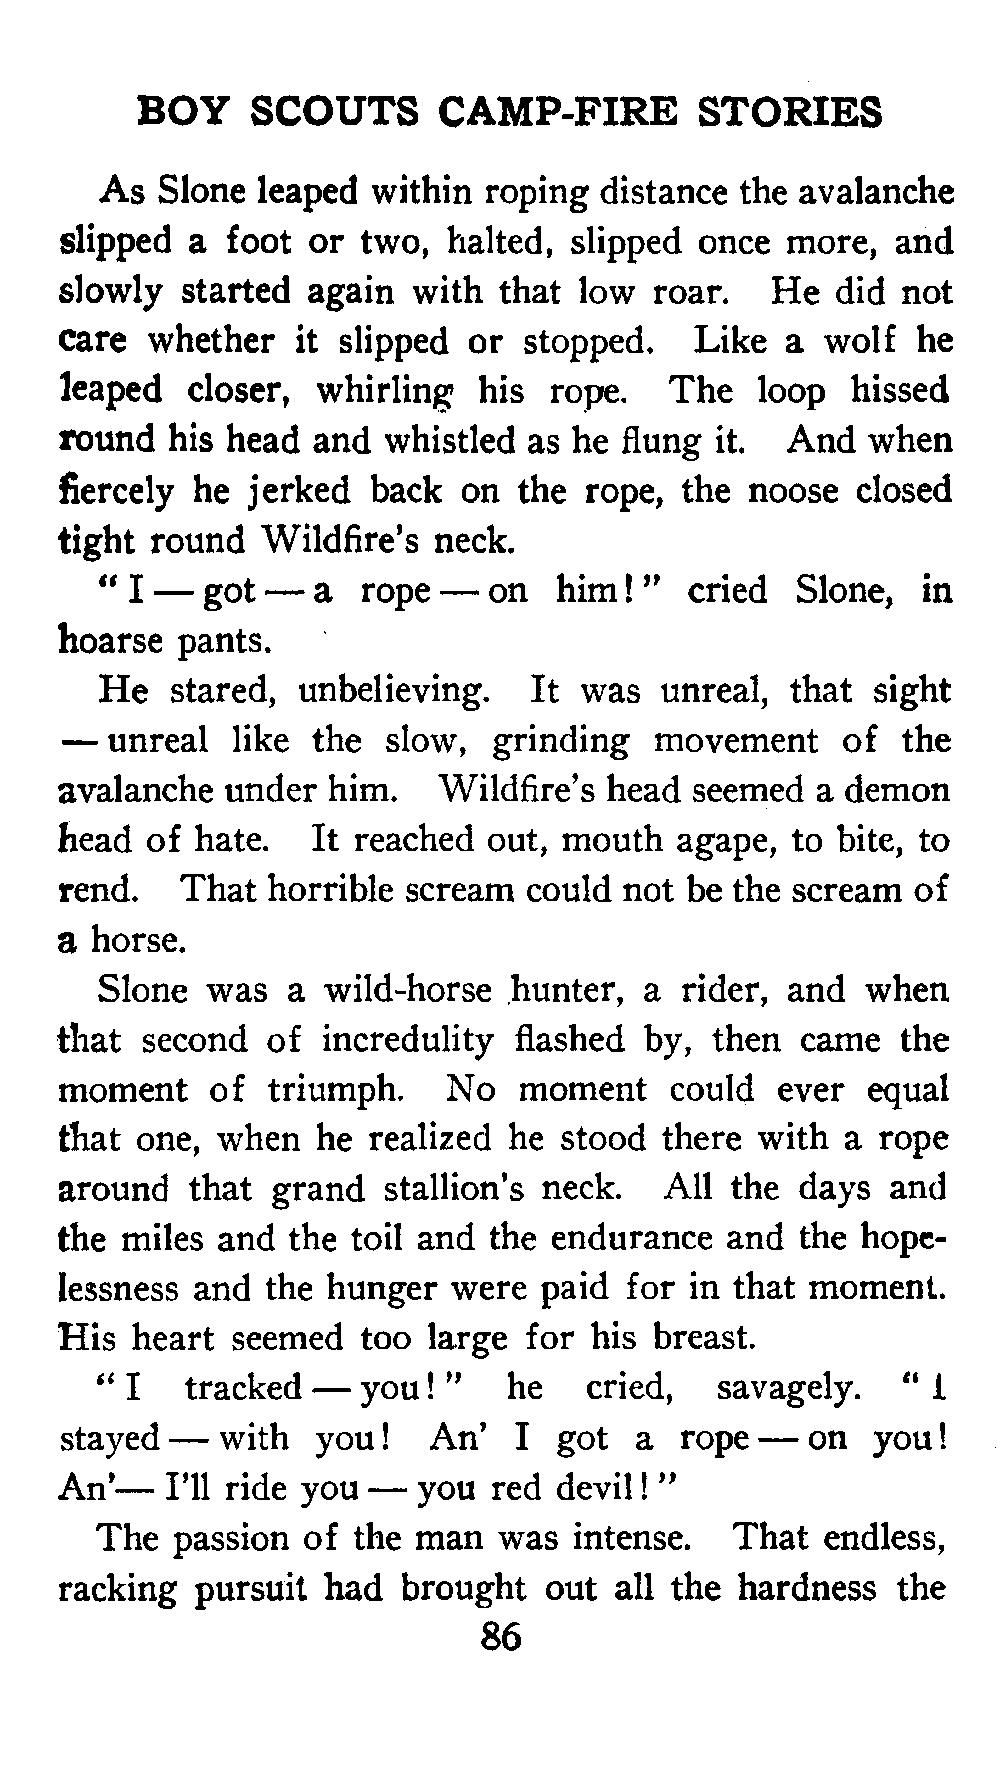 BOY SCOUTS CAMP-FIRE STORIES
As Slone leaped within roping distance the avalanche
slipped a foot or two, halted, slipped once more, and
slowly started again with that low roar. He did not
care whether it slipped or stopped. Like a wolf he
leaped closer, whirling his rope. The loop hissed
round his head and whistled as he flung it. And when
fiercely he jerked back on the rope, the noose closed
tight round Wildfire's neck.
" I — got — a rope — on him! " cried Slone, in
hoarse pants.
He stared, unbelieving. It was unreal, that sight
— unreal like the slow, grinding movement of the
avalanche under him. Wildfire's head seemed a demon
head of hate. It reached out, mouth agape, to bite, to
rend. That horrible scream could not be the scream of
a horse.
Slone was a wild-horse hunter, a rider, and when
that second of incredulity flashed by, then came the
moment of triumph. No moment could ever equal
that one, when he realized he stood there with a rope
around that grand stallion's neck. All the days and
the miles and the toil and the endurance and the hope-
lessness and the hunger were paid for in that moment.
His heart seemed too large for his breast.
" I tracked — you! " he cried, savagely. " I
stayed — with you! An' I got a rope — on you!
An'— I'll ride you — you red devil! "
The passion of the man was intense. That endless,
racking pursuit had brought out all the hardness the
86